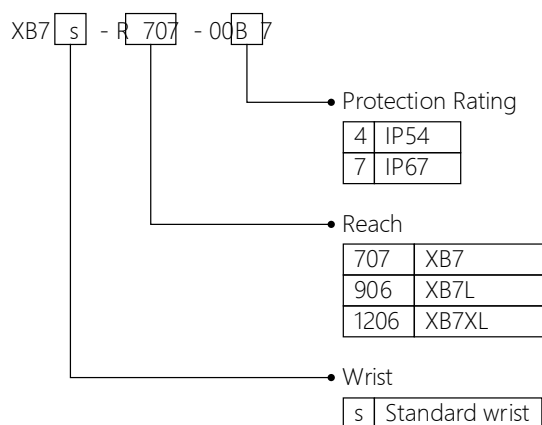 XB7 s - R 707 - 00B 7
Protection Rating
4 IP54
7 IP67
Reach
707 XB7
906 XB7L
1206 XB7XL
Wrist
s Standard wrist